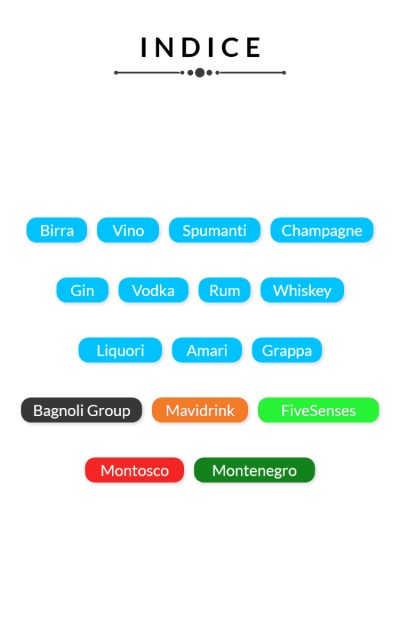 INDICE
Birra Vino Spumanti Champagne
Gin Vodka Rum Whiskey
Liquori Amari Grappa
Bagnoli Group Mavidrink FiveSenses
Montosco Montenegro